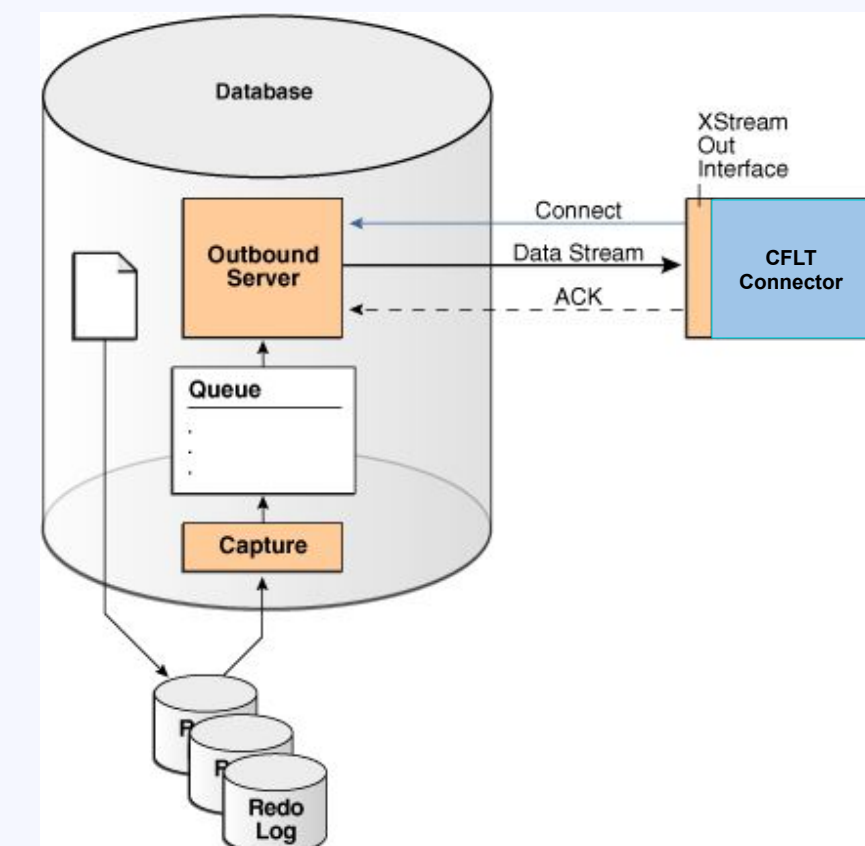 Database
XStream
Out
Interface
Connect
Outbound
Server
Data Stream
CFLT
Connector
ACK
Queue
Capture
Redo
Log